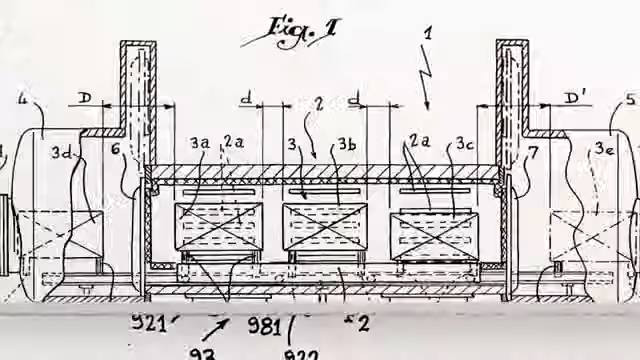 Fig. 1
1
4 D d 2 d D' 5
3d 6 3a 2a 3 3b 2a 3c 7 3e
921 981
93 922